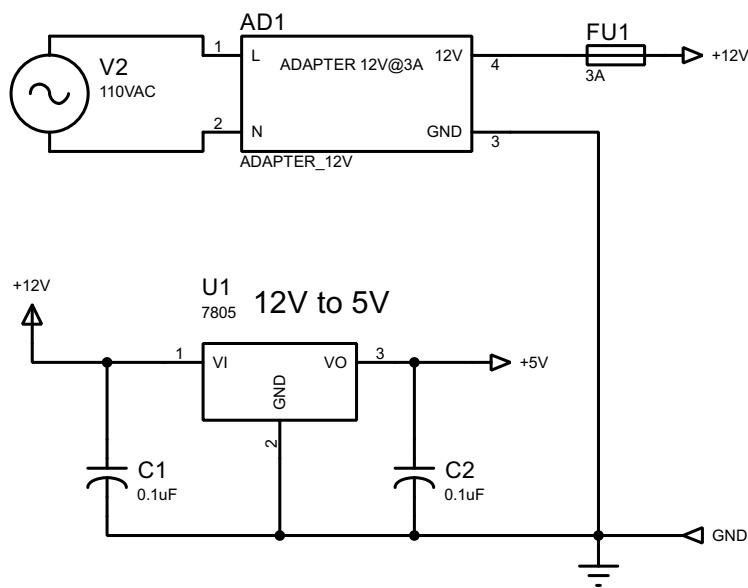 AD1
FU1
V2
110VAC
1
L
ADAPTER 12V@3A
12V
4
3A
+12V
2
N
GND
3
ADAPTER_12V
+12V
U1
7805
12V to 5V
1
VI
VO
3
+5V
GND
2
C1
0.1uF
C2
0.1uF
GND